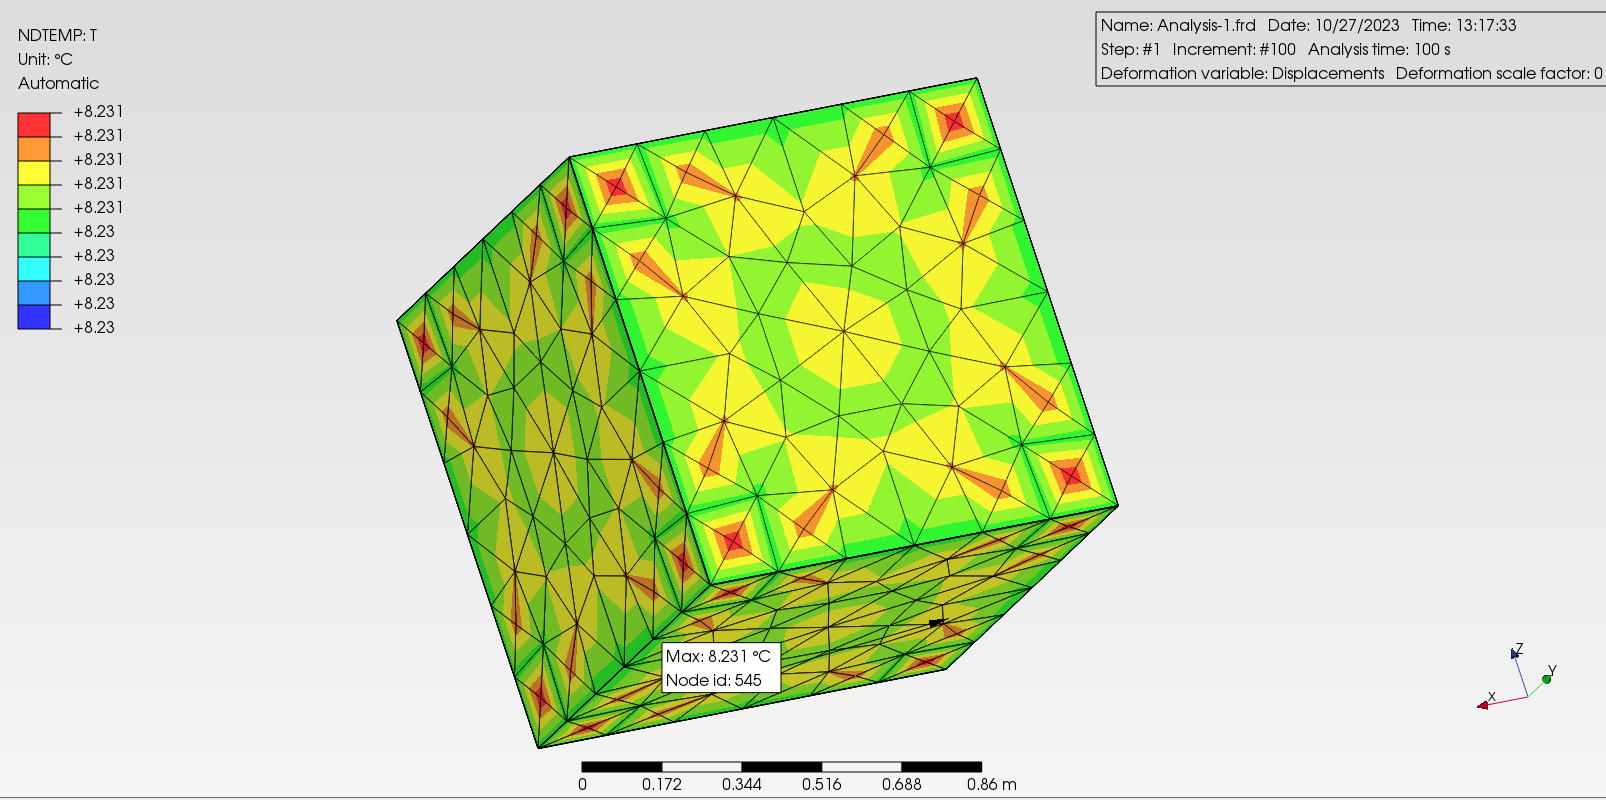 NDTEMP: T
Unit: °C
Automatic
+8.231
+8.231
+8.231
+8.231
+8.231
+8.23
+8.23
+8.23
+8.23
+8.23
Name: Analysis-1.frd   Date: 10/27/2023   Time: 13:17:33
Step: #1   Increment: #100   Analysis time: 100 s
Deformation variable: Displacements   Deformation scale factor: 0
Max: 8.231 °C
Node id: 545
Z
Y
X
0 0.172 0.344 0.516 0.688 0.86 m